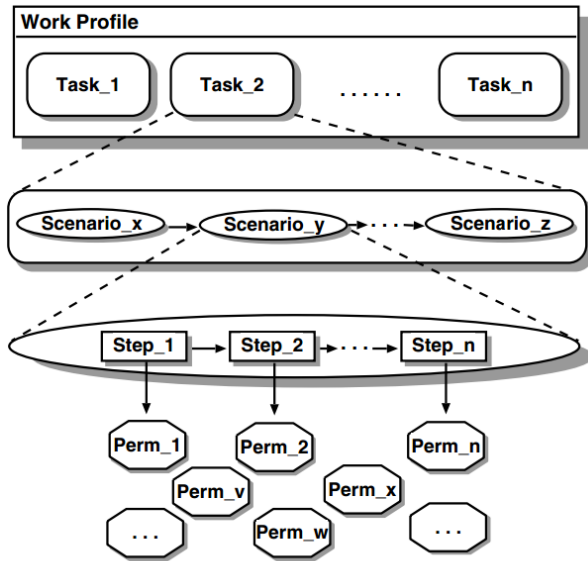 Work Profile
Task_1 Task_2 ...... Task_n
Scenario_x Scenario_y .... Scenario_z
Step_1 Step_2 ... Step_n
Perm_1 Perm_2 Perm_n
Perm_v Perm_x
... Perm_w ...